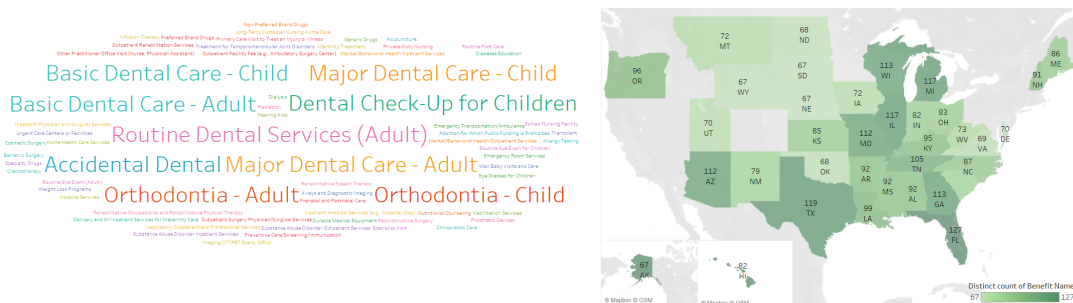 Non Preferred Brand Drugs
Long-Term/Custodial Nursing Home Care
Infusion Therapy Preferred Brand Drugs Generic Drugs Acupuncture
Primary Care Visit to Treat an Injury or Illness
Outpatient Rehabilitation Services Treatment for Temporomandibular Joint Disorders Infertility Treatment Private Duty Nursing Routine Foot Care
Other Practitioner Office Visit (Nurse, Physician Assistant) Outpatient Facility Fee (e.g., Ambulatory Surgery Center) Mental/Behavioral Health Inpatient Services Diabetes Education
Basic Dental Care - Child Major Dental Care - Child
Basic Dental Care - Adult Dialysis Radiation Hearing Aids Dental Check-Up for Children
Inpatient Physician and Surgical Services Emergency Transportation/Ambulance Skilled Nursing Facility
Urgent Care Centers or Facilities Routine Dental Services (Adult) Abortion for Which Public Funding is Prohibited Transplant
Cosmetic Surgery Home Health Care Services Mental/Behavioral Health Outpatient Services Allergy Testing
Routine Eye Exam for Children
Bariatric Surgery Emergency Room Services
Specialty Drugs Accidental Dental Major Dental Care - Adult Well Baby Visits and Care
Chemotherapy Eye Glasses for Children
Routine Eye Exam (Adult) Rehabilitative Speech Therapy
Weight Loss Programs Orthodontia - Adult X-rays and Diagnostic Imaging Orthodontia - Child
Hospice Services Prenatal and Postnatal Care
Rehabilitative Occupational and Rehabilitative Physical Therapy Inpatient Hospital Services (e.g., Hospital Stay) Nutritional Counseling Habilitation Services
Delivery and All Inpatient Services for Maternity Care Outpatient Surgery Physician/Surgical Services Durable Medical Equipment Reconstructive Surgery Prosthetic Devices
Laboratory Outpatient and Professional Services Substance Abuse Disorder Outpatient Services Specialist Visit Chiropractic Care
Substance Abuse Disorder Inpatient Services Preventive Care/Screening/Immunization
Imaging (CT/PET Scans, MRIs)
72
MT
68
ND
96
OR
67
SD
67
WY
113
WI
117
MI
86
ME
91
NH
67
NE
72
IA
70
UT
117
IL
82
IN
83
OH
85
KS
112
MO
95
KY
73
WV
69
VA
70
DE
112
AZ
79
NM
68
OK
92
AR
105
TN
87
NC
92
MS
92
AL
113
GA
119
TX
99
LA
127
FL
67
AK
82
HI
© Mapbox © OSM
© Mapbox © OSM
Distinct count of Benefit Name
67 127